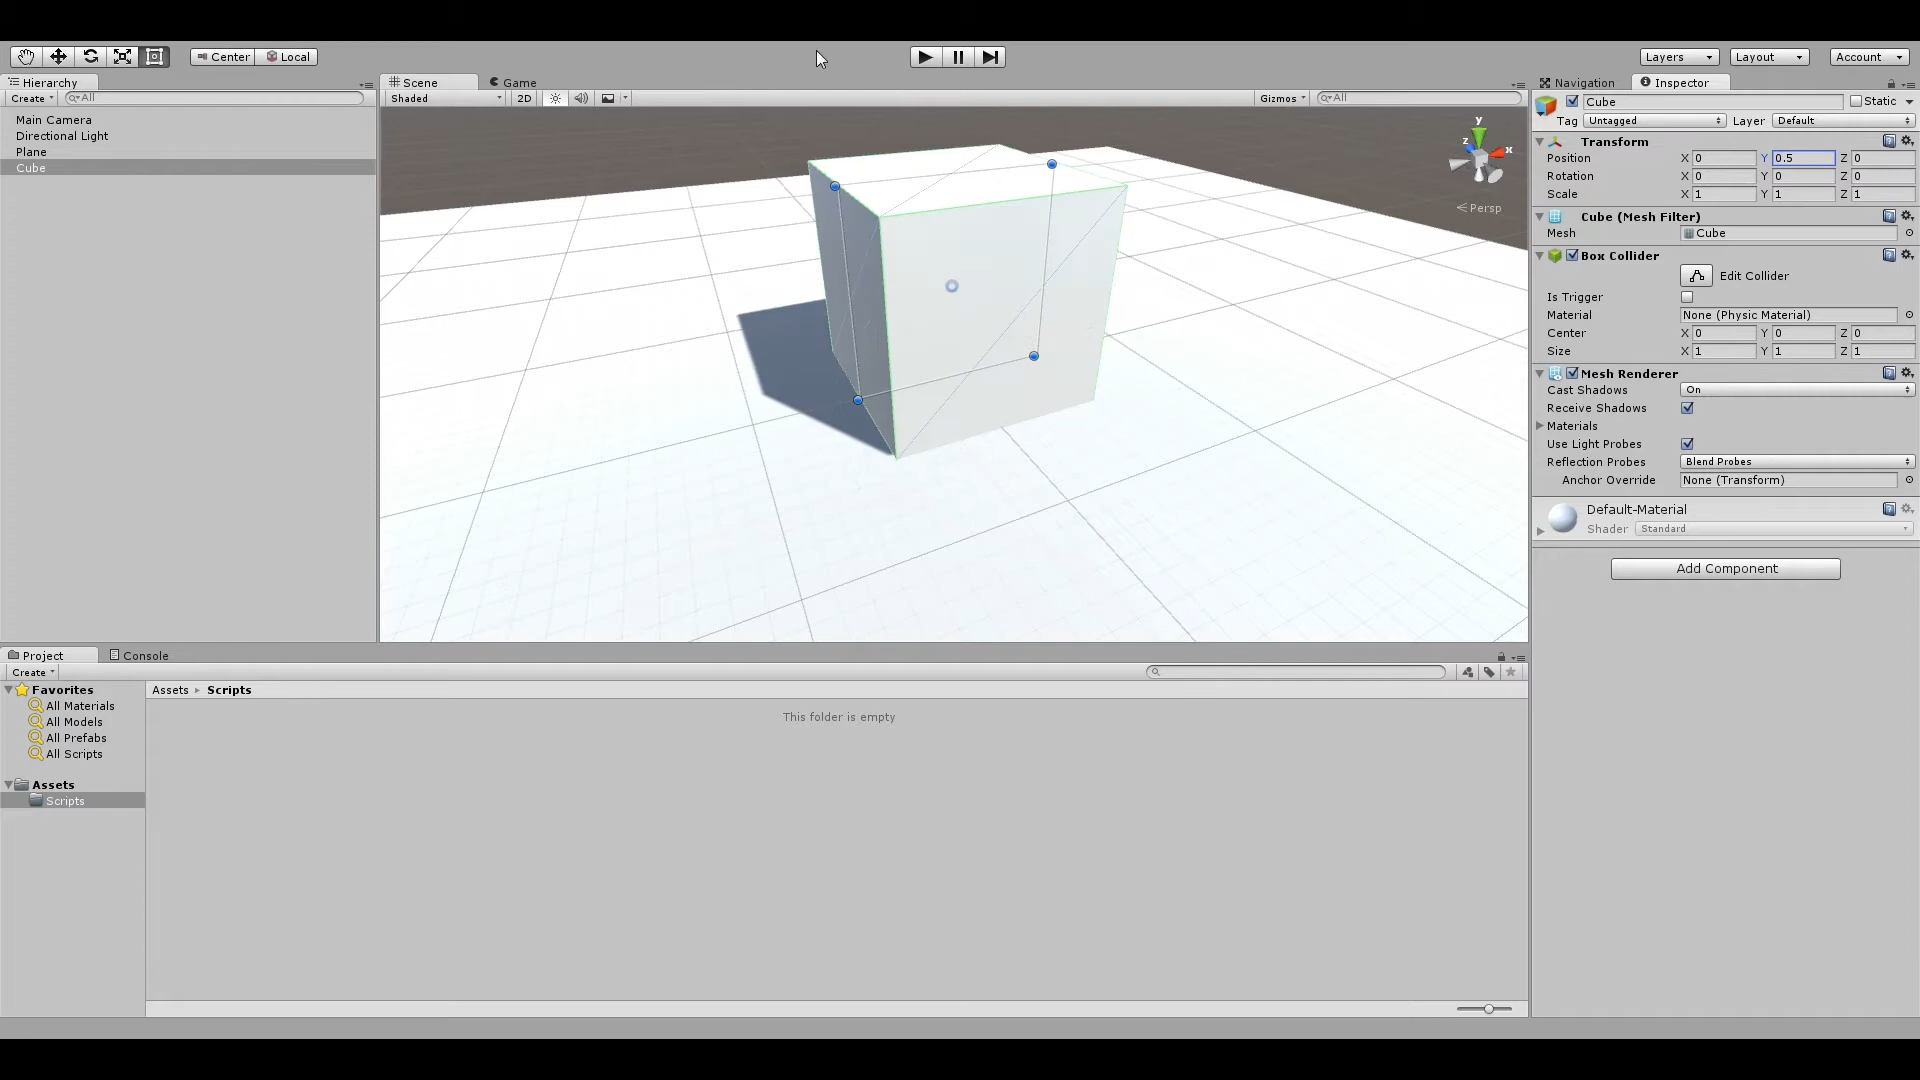 Center Local
Layers Layout Account
Hierarchy
Create All
Main Camera
Directional Light
Plane
Cube
Scene Game
Shaded 2D Gizmos All
y
z x
Persp
Navigation Inspector
Cube Static
Tag Untagged Layer Default
Transform
Position X 0 Y 0.5 Z 0
Rotation X 0 Y 0 Z 0
Scale X 1 Y 1 Z 1
Cube (Mesh Filter)
Mesh Cube
Box Collider
Edit Collider
Is Trigger
Material None (Physic Material)
Center X 0 Y 0 Z 0
Size X 1 Y 1 Z 1
Mesh Renderer
Cast Shadows On
Receive Shadows
Materials
Use Light Probes
Reflection Probes Blend Probes
Anchor Override None (Transform)
Default-Material
Shader Standard
Add Component
Project Console
Create
Favorites
All Materials
All Models
All Prefabs
All Scripts
Assets
Scripts
Assets Scripts
This folder is empty